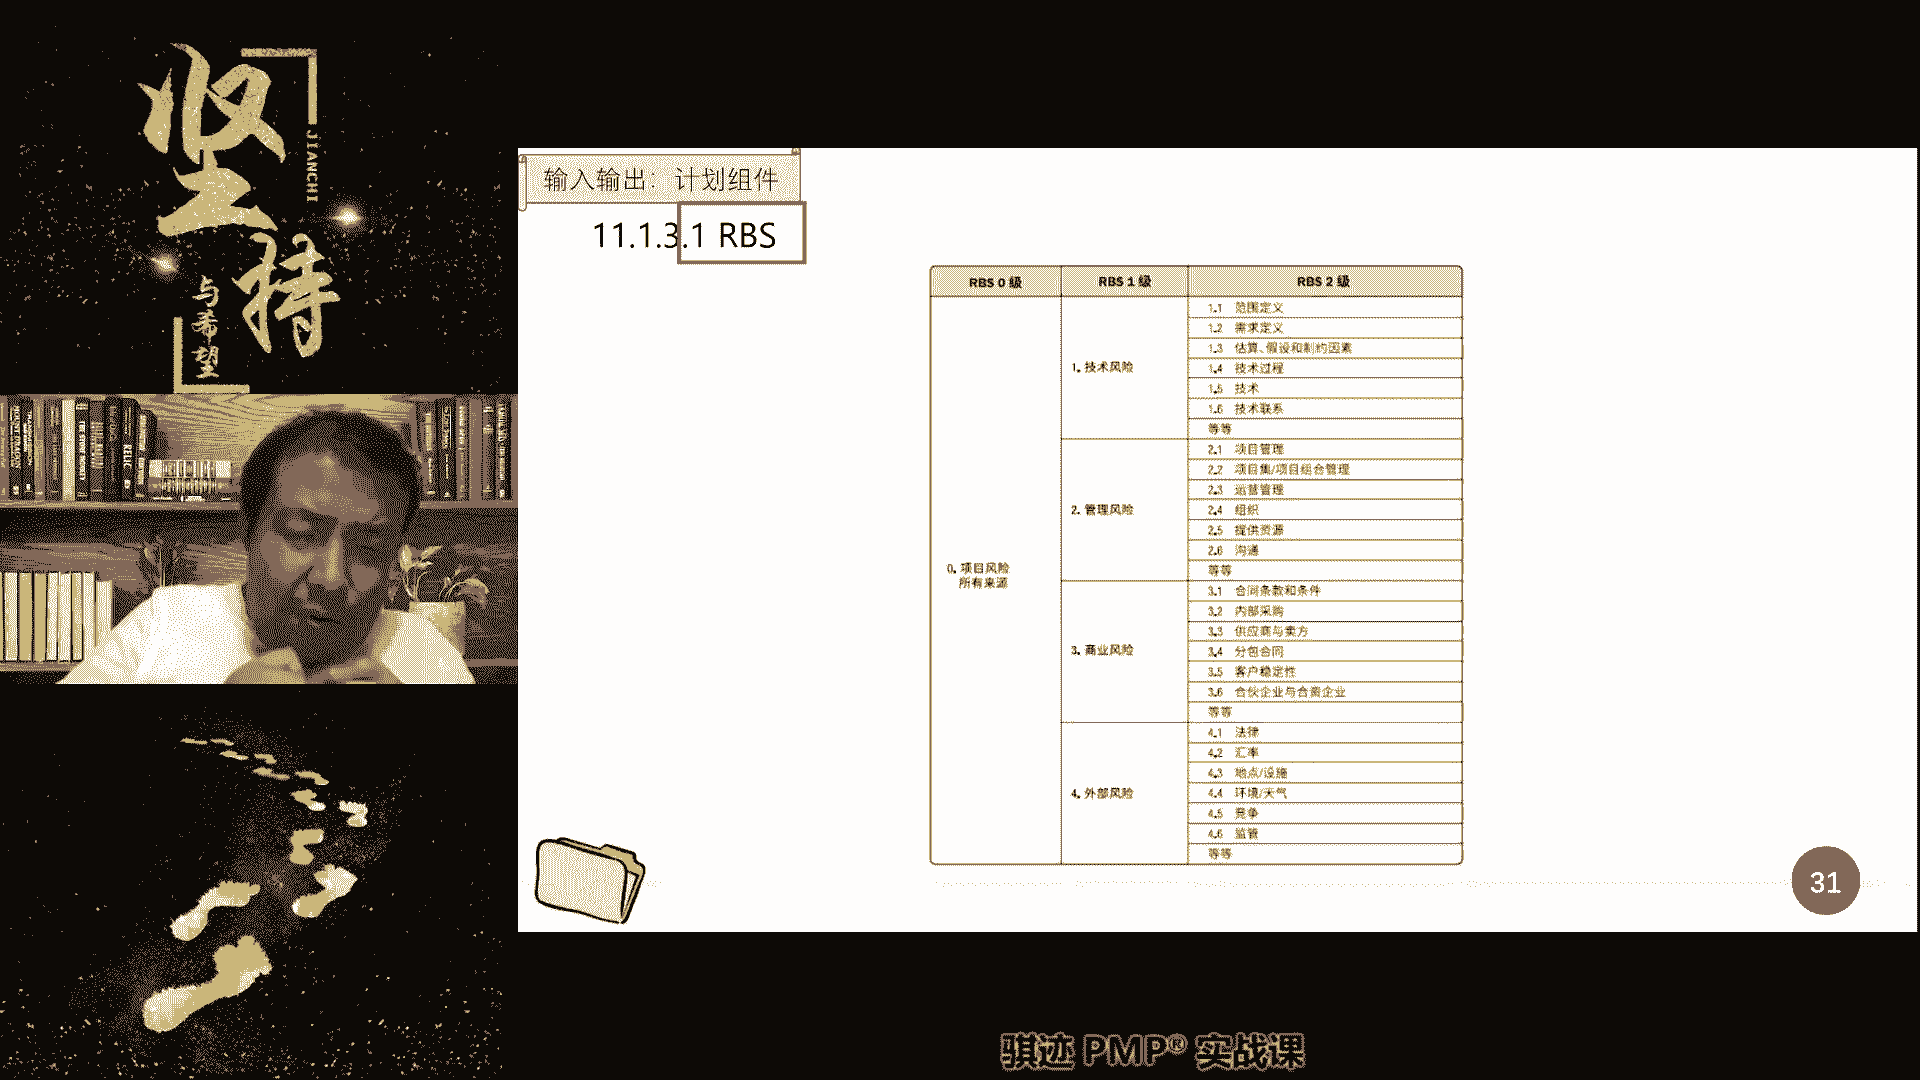 坚持
JIANCHI
与希望
输入输出：计划组件
11.1.3.1 RBS
RBS 0 级 RBS 1 级 RBS 2 级
0. 项目风险
所有来源
1. 技术风险
1.1 范围定义
1.2 需求定义
1.3 估算、假设和制约因素
1.4 技术过程
1.5 技术
1.6 技术联系
等等
2. 管理风险
2.1 项目管理
2.2 项目集/项目组合管理
2.3 运营管理
2.4 组织
2.5 提供资源
2.6 沟通
等等
3. 商业风险
3.1 合同条款和条件
3.2 内部采购
3.3 供应商与卖方
3.4 分包合同
3.5 客户稳定性
3.6 合伙企业与合资企业
等等
4. 外部风险
4.1 法律
4.2 汇率
4.3 地点/设施
4.4 环境/天气
4.5 竞争
4.6 监管
等等
31
骐迹 PMP® 实战课